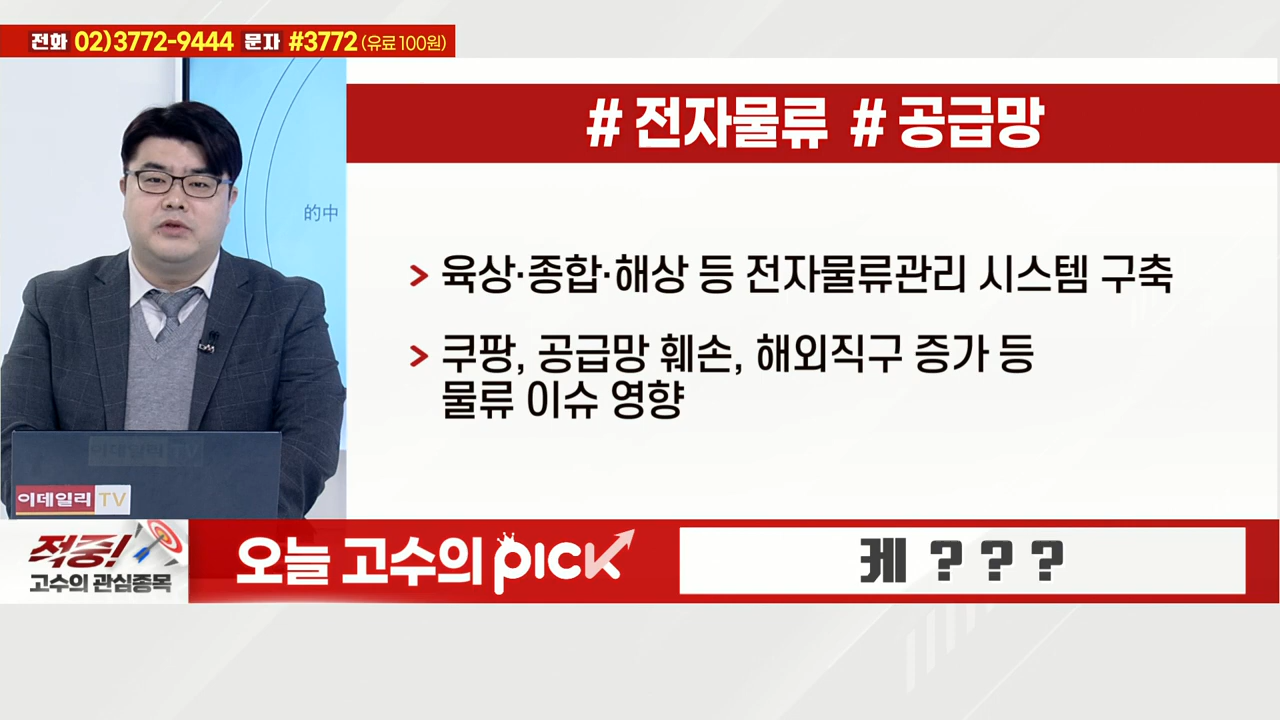 전화 02)3772-9444 문자 #3772 (유료 100원)
# 전자물류 # 공급망
的中
> 육상·종합·해상 등 전자물류관리 시스템 구축
> 쿠팡, 공급망 훼손, 해외직구 증가 등
물류 이슈 영향
이데일리 TV
이데일리 TV
적중!
고수의 관심종목
오늘 고수의 PICK
케 ? ? ?